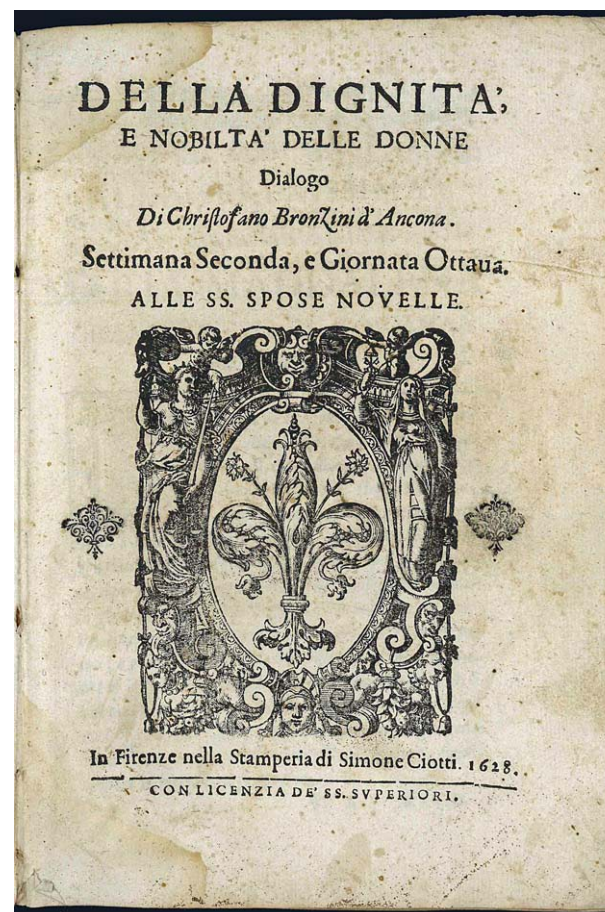 DELLA DIGNITA',
E NOBILTA' DELLE DONNE
Dialogo
Di Chriſtofano Bronzini d'Ancona.
Settimana Seconda, e Giornata Ottaua.
ALLE SS. SPOSE NOVELLE.
In Firenze nella Stamperia di Simone Ciotti. 1628.
CON LICENZIA DE' SS. SVPERIORI.